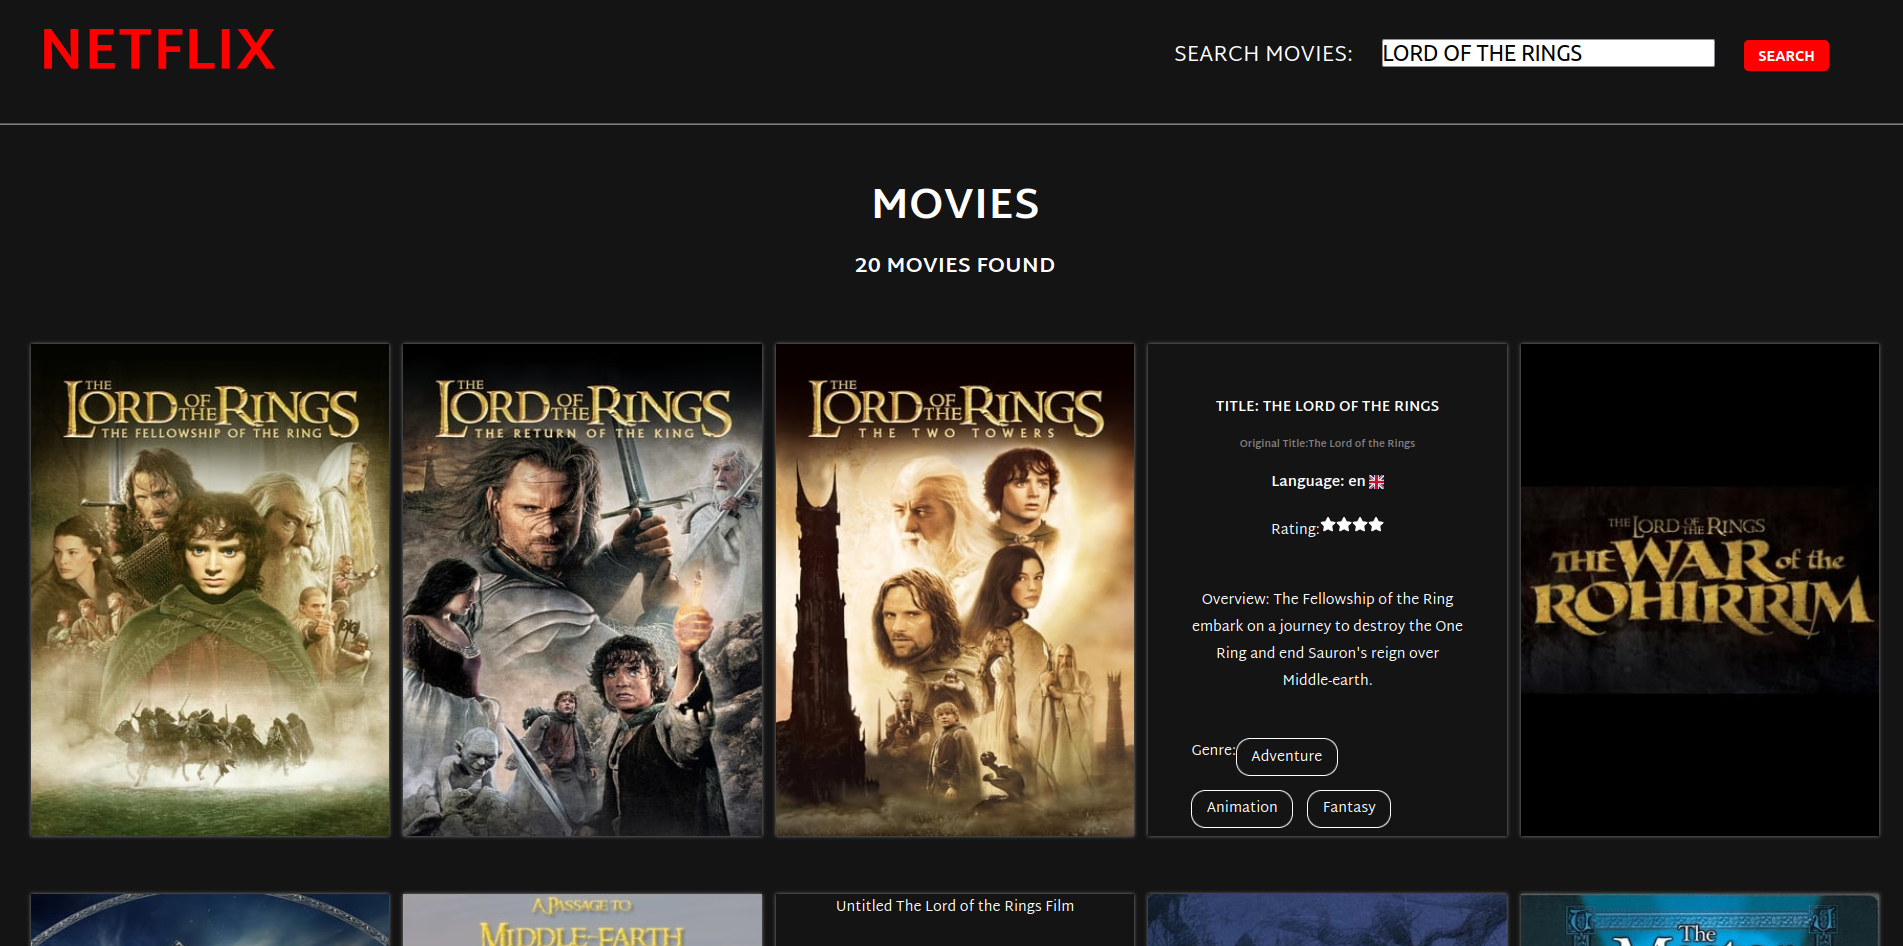 NETFLIX
SEARCH MOVIES: LORD OF THE RINGS SEARCH
MOVIES
20 MOVIES FOUND
THE
LORD OF THE RINGS
THE FELLOWSHIP OF THE RING
THE
LORD OF THE RINGS
THE RETURN OF THE KING
THE
LORD OF THE RINGS
THE TWO TOWERS
TITLE: THE LORD OF THE RINGS
Original Title:The Lord of the Rings
Language: en
Rating:
Overview: The Fellowship of the Ring
embark on a journey to destroy the One
Ring and end Sauron's reign over
Middle-earth.
Genre: Adventure
Animation Fantasy
THE LORD OF THE RINGS
THE WAR of the
ROHIRRIM
A PASSAGE TO
MIDDLE-EARTH
Untitled The Lord of the Rings Film
The